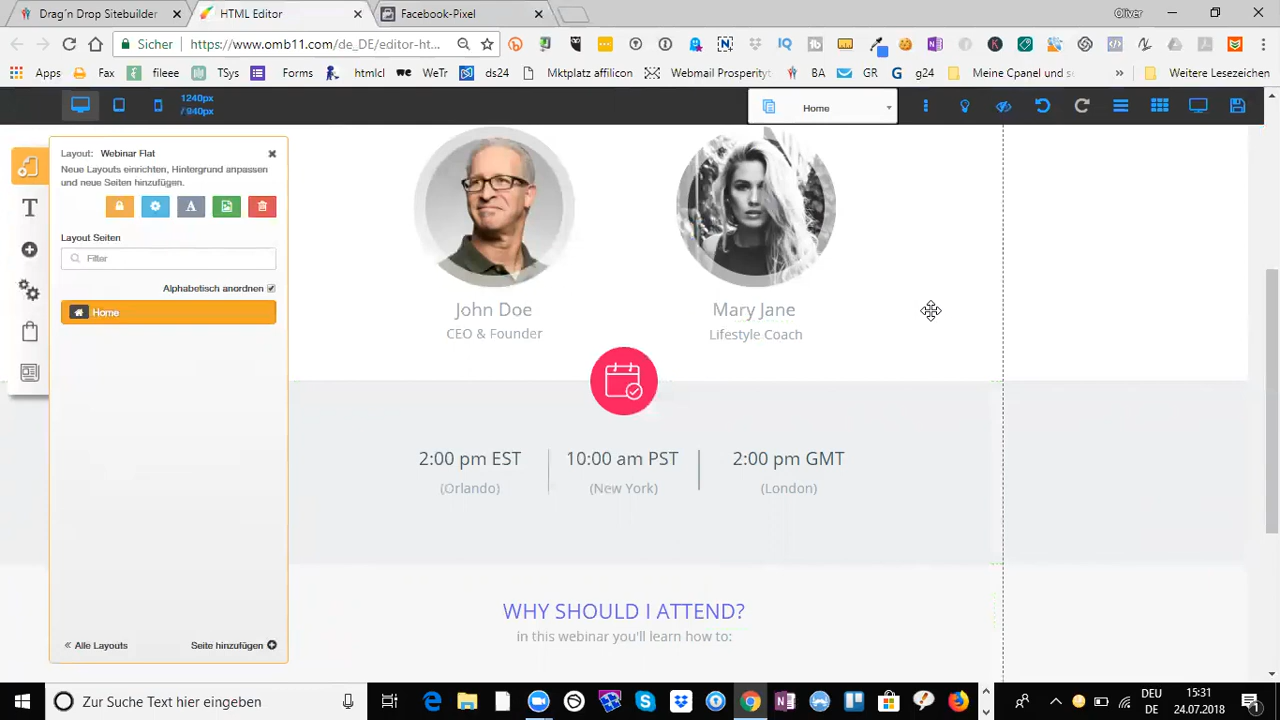 Drag´n Drop Sitebuilder
HTML Editor
Facebook-Pixel
Oliver
Sicher
https://www.omb11.com/de_DE/editor-ht...
Apps
Fax
fileee
TSys
Forms
htmlcl
WeTr
ds24
Mktplatz affilicon
Webmail Prosperity
BA
GR
g24
Meine Cpanel und su
Weitere Lesezeichen
1240px
/ 940px
Home
Layout: Webinar Flat
Neue Layouts einrichten, Hintergrund anpassen
und neue Seiten hinzufügen.
Layout Seiten
Filter
Alphabetisch anordnen
Home
« Alle Layouts
Seite hinzufügen
John Doe
CEO & Founder
Mary Jane
Lifestyle Coach
2:00 pm EST
(Orlando)
10:00 am PST
(New York)
2:00 pm GMT
(London)
WHY SHOULD I ATTEND?
in this webinar you'll learn how to:
Zur Suche Text hier eingeben
DEU
DE
15:31
24.07.2018